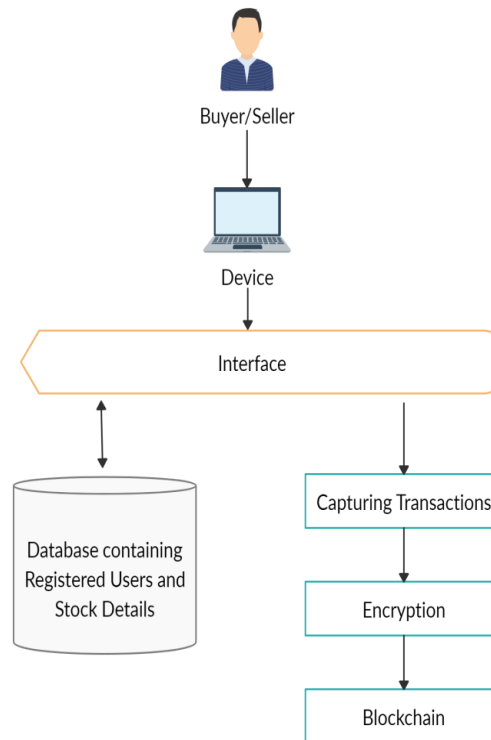 Buyer/Seller
Device
Interface
Database containing
Registered Users and
Stock Details
Capturing Transactions
Encryption
Blockchain